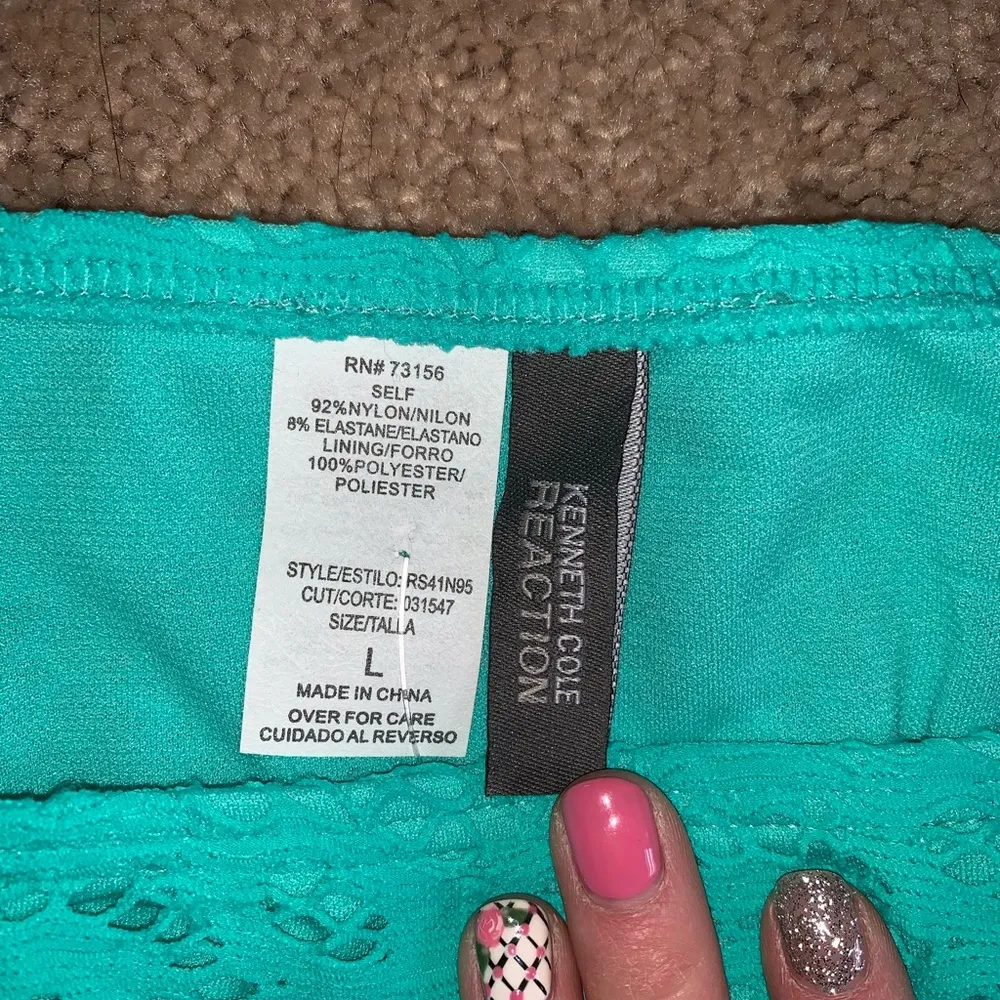 RN# 73156
SELF
92%NYLON/NILON
8% ELASTANE/ELASTANO
LINING/FORRO
100%POLYESTER/
POLIESTER
STYLE/ESTILO: RS41N95
CUT/CORTE: 031547
SIZE/TALLA
L
MADE IN CHINA
OVER FOR CARE
CUIDADO AL REVERSO
KENNETH COLE
REACTION